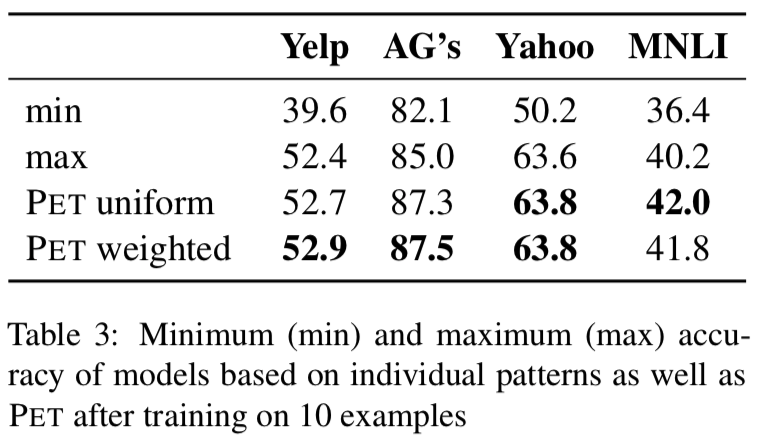 Yelp AG's Yahoo MNLI
min 39.6 82.1 50.2 36.4
max 52.4 85.0 63.6 40.2
PET uniform 52.7 87.3 63.8 42.0
PET weighted 52.9 87.5 63.8 41.8
Table 3: Minimum (min) and maximum (max) accu-
racy of models based on individual patterns as well as
PET after training on 10 examples